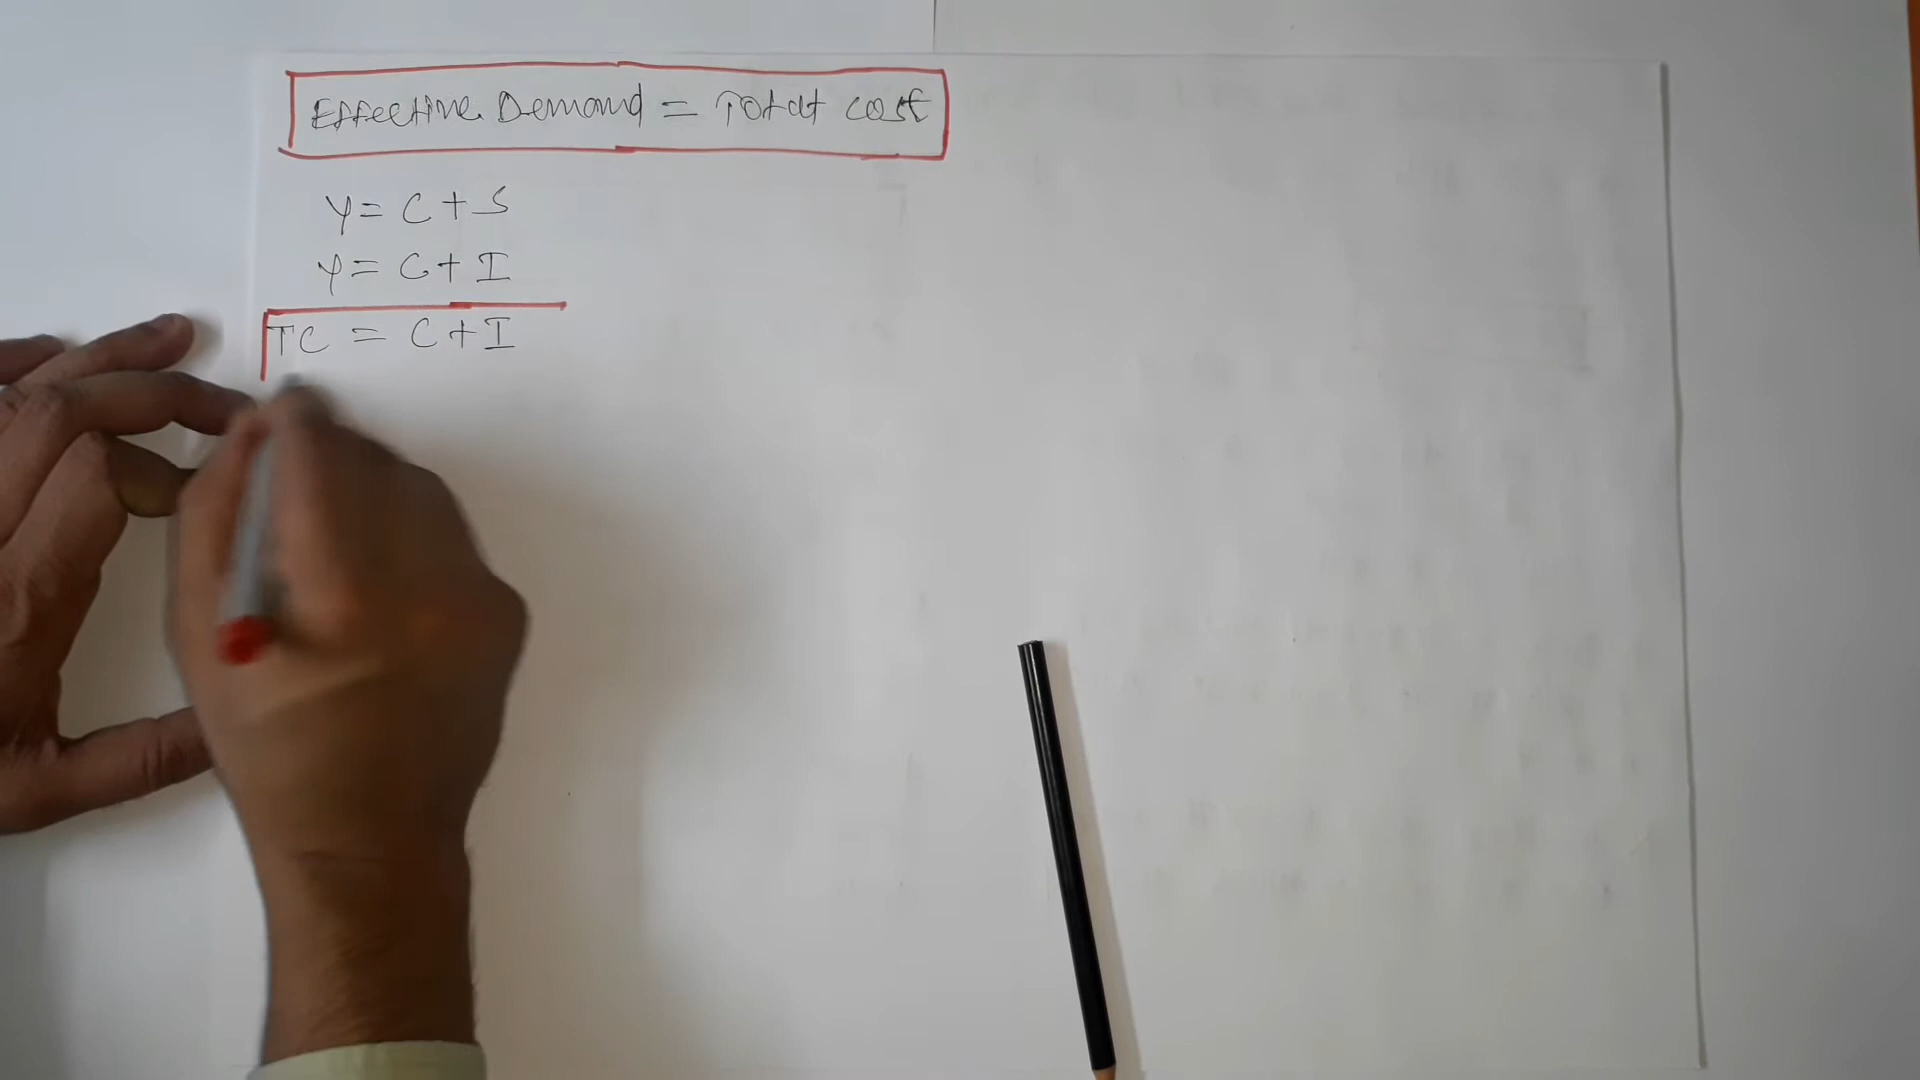 Effective Demand = Total cost
Y = C + S
Y = C + I
TC = C + I